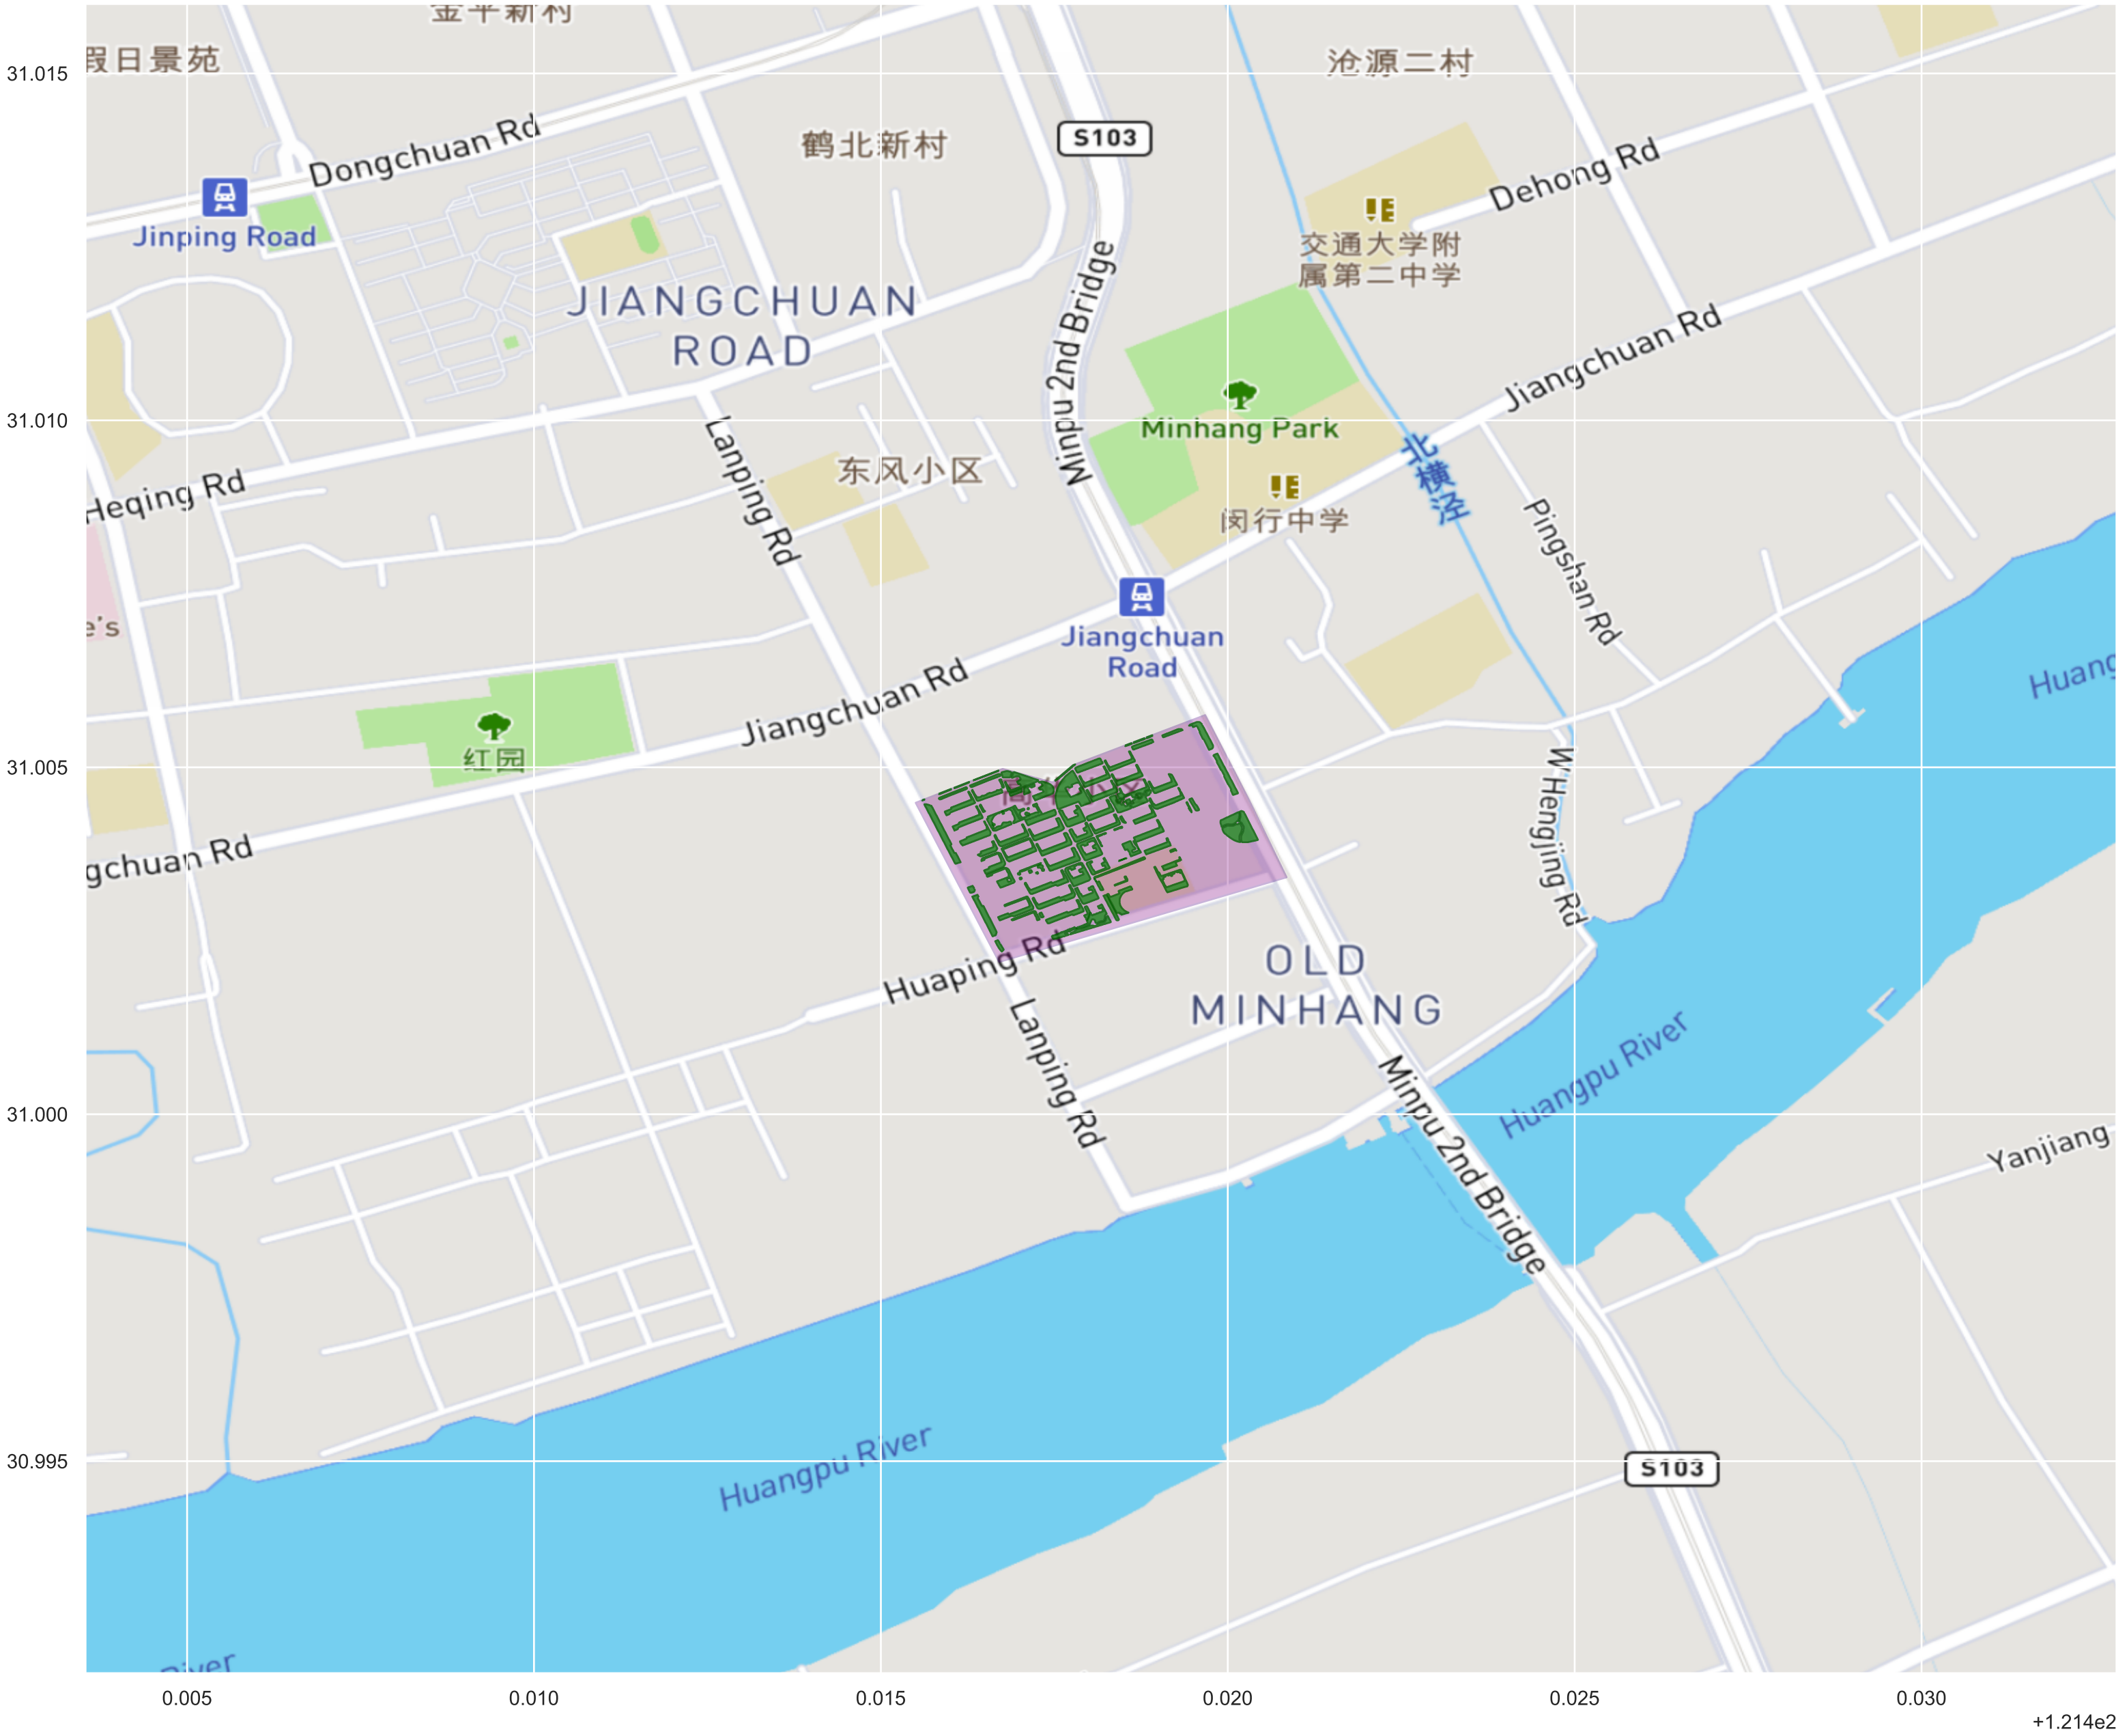 金平新村
假日景苑
沧源二村
31.015
S103
Dongchuan Rd
鹤北新村
Dehong Rd
Jinping Road
交通大学附
属第二中学
Minpu 2nd Bridge
JIANGCHUAN
ROAD
Jiangchuan Rd
31.010
Minhang Park
Lanping Rd
东风小区
北横泾
Heqing Rd
闵行中学
Pingshan Rd
e's
Jiangchuan
Road
Huang
Jiangchuan Rd
红园
31.005
W Hengjing Rd
gchuan Rd
Huaping Rd
OLD
MINHANG
Lanping Rd
Huangpu River
31.000
Minpu 2nd Bridge
Yanjiang
Huangpu River
30.995
S103
River
0.005
0.010
0.015
0.020
0.025
0.030
+1.214e2